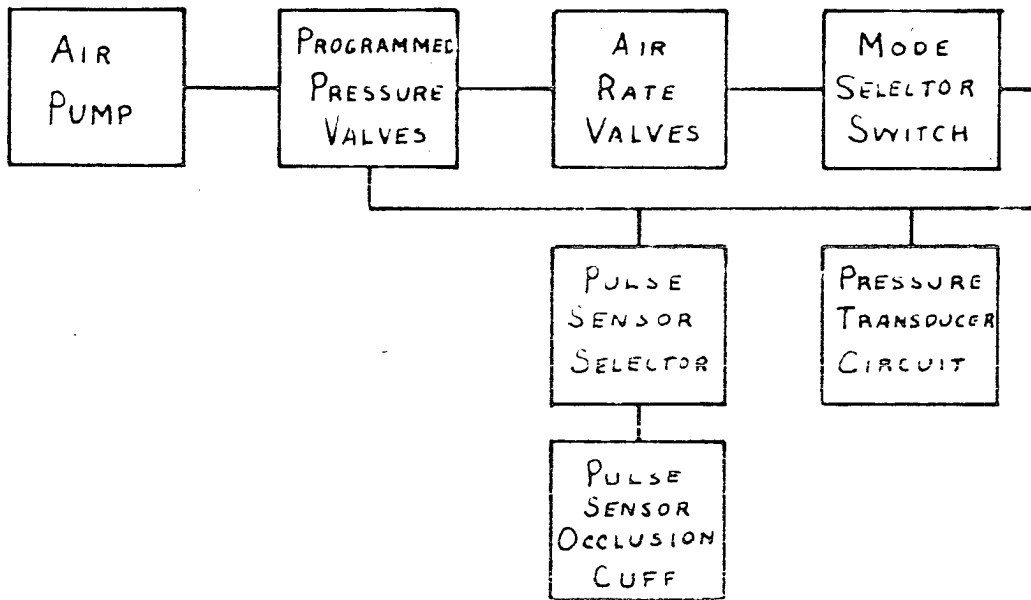 AIR
PUMP
PROGRAMMED
PRESSURE
VALVES
AIR
RATE
VALVES
MODE
SELECTOR
SWITCH
PULSE
SENSOR
SELECTOR
PRESSURE
TRANSDUCER
CIRCUIT
PULSE
SENSOR
OCCLUSION
CUFF